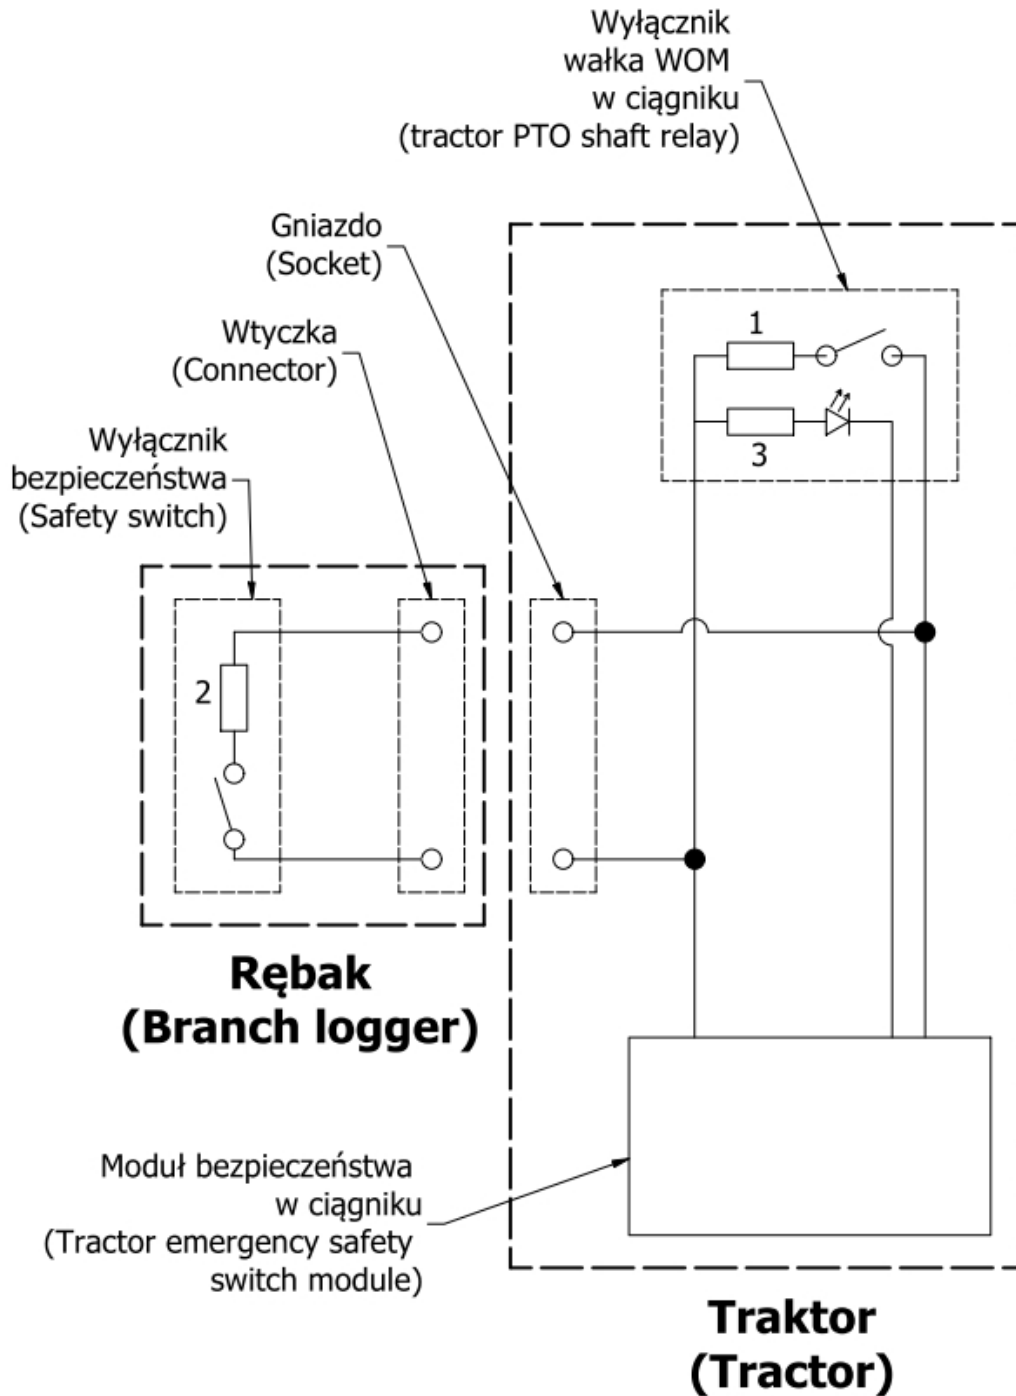 Wyłącznik
wałka WOM
w ciągniku
(tractor PTO shaft relay)
Gniazdo
(Socket)
Wtyczka
(Connector)
Wyłącznik
bezpieczeństwa
(Safety switch)
1
3
2
Rębak
(Branch logger)
Moduł bezpieczeństwa
w ciągniku
(Tractor emergency safety
switch module)
Traktor
(Tractor)